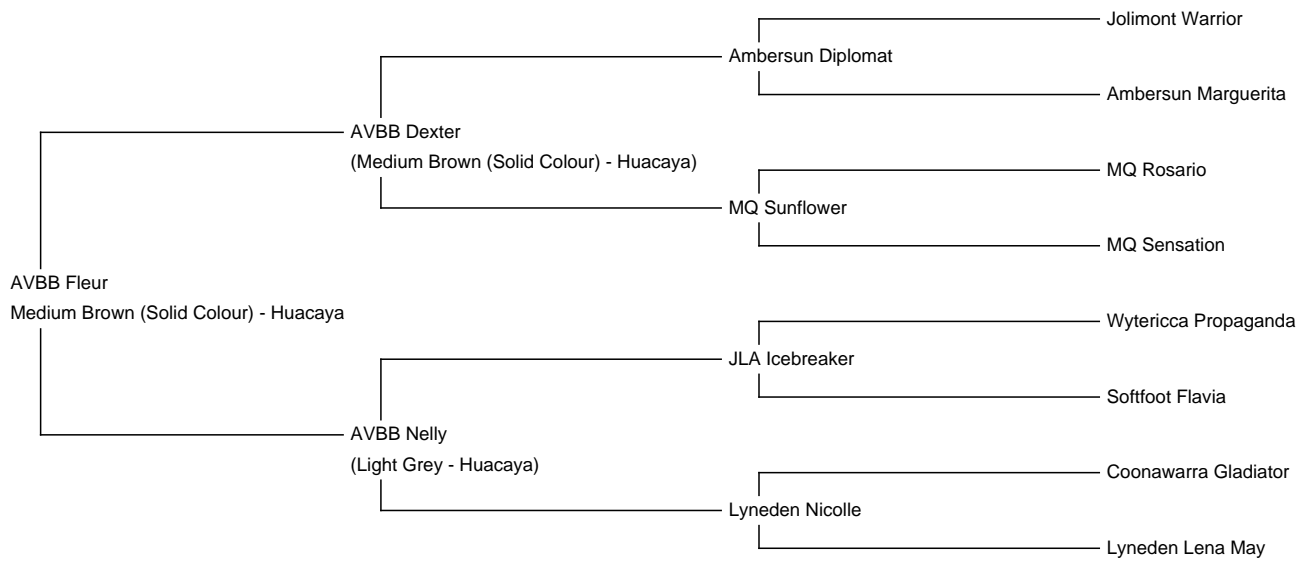 Jolimont Warrior
Ambersun Diplomat
Ambersun Marguerita
AVBB Dexter
(Medium Brown (Solid Colour) - Huacaya)
MQ Rosario
MQ Sunflower
MQ Sensation
AVBB Fleur
Medium Brown (Solid Colour) - Huacaya
Wytericca Propaganda
JLA Icebreaker
Softfoot Flavia
AVBB Nelly
(Light Grey - Huacaya)
Coonawarra Gladiator
Lyneden Nicolle
Lyneden Lena May